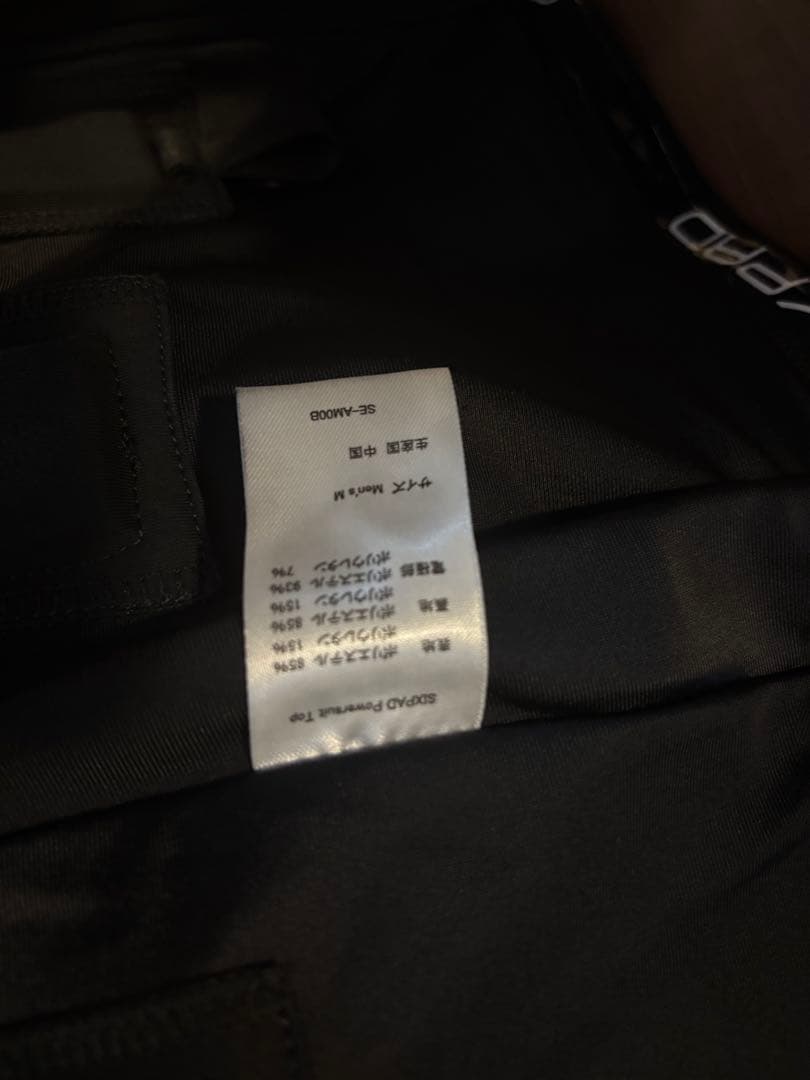 SIXPAD Powersuit Top
表地 ポリエステル 85%
ポリウレタン 15%
裏地 ポリエステル 85%
ポリウレタン 15%
電極部 ポリエステル 93%
ポリウレタン 7%
サイズ Men's M
生産国 中国
SE-AM00B
XPAD